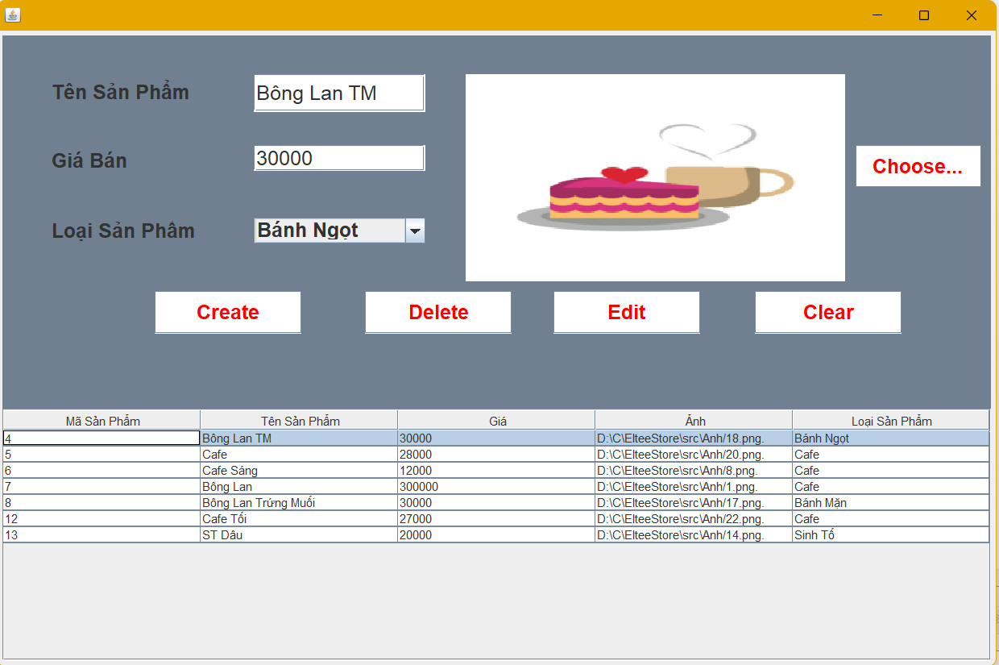 Tên Sản Phẩm
Bông Lan TM
Choose...
Giá Bán
30000
Loại Sản Phâm
Bánh Ngọt
Create
Delete
Edit
Clear
Mã Sản Phẩm Tên Sản Phẩm Giá Ảnh Loại Sản Phẩm
4 Bông Lan TM 30000 D:\C\ElteeStore\src\Anh/18.png. Bánh Ngọt
5 Cafe 28000 D:\C\ElteeStore\src\Anh/20.png. Cafe
6 Cafe Sáng 12000 D:\C\ElteeStore\src\Anh/8.png. Cafe
7 Bông Lan 300000 D:\C\ElteeStore\src\Anh/1.png. Cafe
8 Bông Lan Trứng Muối 30000 D:\C\ElteeStore\src\Anh/17.png. Bánh Mặn
12 Cafe Tối 27000 D:\C\ElteeStore\src\Anh/22.png. Cafe
13 ST Dâu 20000 D:\C\ElteeStore\src\Anh/14.png. Sinh Tố